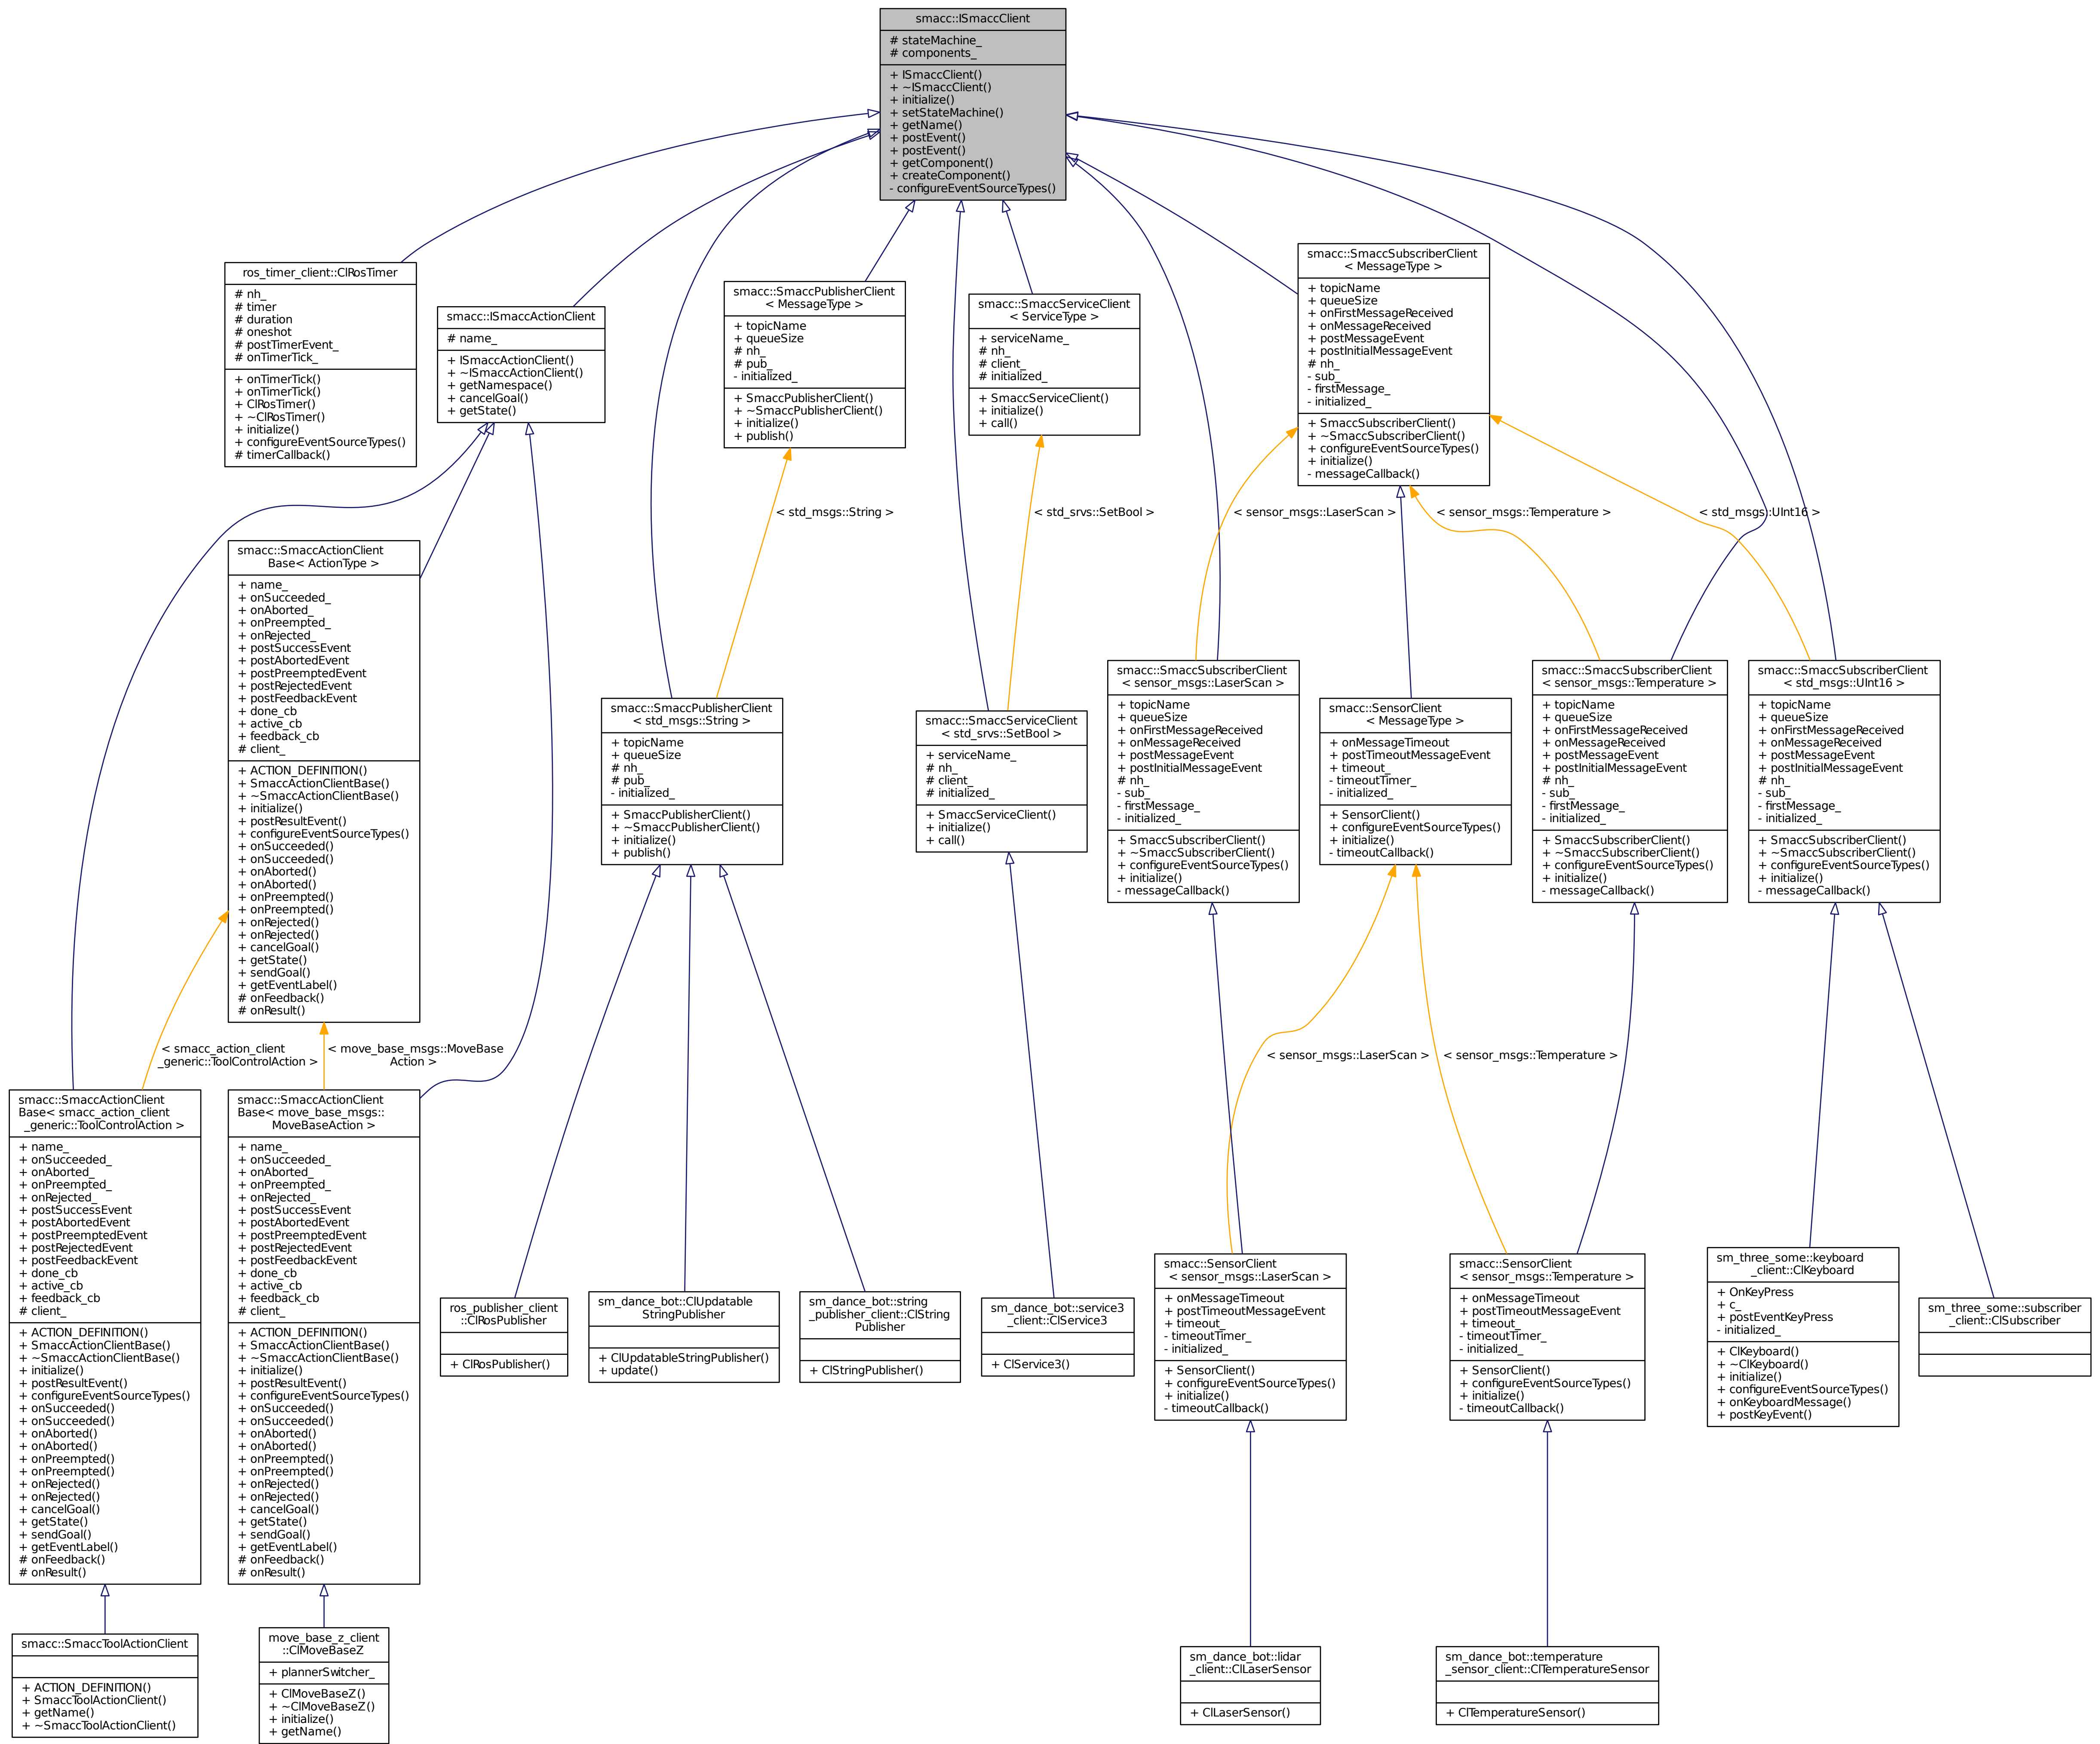 smacc::ISmaccClient
# stateMachine_
# components_
+ ISmaccClient()
+ ~ISmaccClient()
+ initialize()
+ setStateMachine()
+ getName()
+ postEvent()
+ postEvent()
+ getComponent()
+ createComponent()
- configureEventSourceTypes()
ros_timer_client::ClRosTimer
# nh_
# timer
# duration
# oneshot
# postTimerEvent_
# onTimerTick_
+ onTimerTick()
+ onTimerTick()
+ ClRosTimer()
+ ~ClRosTimer()
+ initialize()
+ configureEventSourceTypes()
# timerCallback()
smacc::ISmaccActionClient
# name_
+ ISmaccActionClient()
+ ~ISmaccActionClient()
+ getNamespace()
+ cancelGoal()
+ getState()
smacc::SmaccPublisherClient
< MessageType >
+ topicName
+ queueSize
# nh_
# pub_
- initialized_
+ SmaccPublisherClient()
+ ~SmaccPublisherClient()
+ initialize()
+ publish()
smacc::SmaccServiceClient
< ServiceType >
+ serviceName_
# nh_
# client_
# initialized_
+ SmaccServiceClient()
+ initialize()
+ call()
smacc::SmaccSubscriberClient
< MessageType >
+ topicName
+ queueSize
+ onFirstMessageReceived
+ onMessageReceived
+ postMessageEvent
+ postInitialMessageEvent
# nh_
- sub_
- firstMessage_
- initialized_
+ SmaccSubscriberClient()
+ ~SmaccSubscriberClient()
+ configureEventSourceTypes()
+ initialize()
- messageCallback()
< std_msgs::String >
< std_srvs::SetBool >
< sensor_msgs::LaserScan >
< sensor_msgs::Temperature >
< std_msgs::UInt16 >
smacc::SmaccActionClient
Base< ActionType >
+ name_
+ onSucceeded_
+ onAborted_
+ onPreempted_
+ onRejected_
+ postSuccessEvent
+ postAbortedEvent
+ postPreemptedEvent
+ postRejectedEvent
+ postFeedbackEvent
+ done_cb
+ active_cb
+ feedback_cb
# client_
+ ACTION_DEFINITION()
+ SmaccActionClientBase()
+ ~SmaccActionClientBase()
+ initialize()
+ postResultEvent()
+ configureEventSourceTypes()
+ onSucceeded()
+ onSucceeded()
+ onAborted()
+ onAborted()
+ onPreempted()
+ onPreempted()
+ onRejected()
+ onRejected()
+ cancelGoal()
+ getState()
+ sendGoal()
+ getEventLabel()
# onFeedback()
# onResult()
smacc::SmaccPublisherClient
< std_msgs::String >
+ topicName
+ queueSize
# nh_
# pub_
- initialized_
+ SmaccPublisherClient()
+ ~SmaccPublisherClient()
+ initialize()
+ publish()
smacc::SmaccServiceClient
< std_srvs::SetBool >
+ serviceName_
# nh_
# client_
# initialized_
+ SmaccServiceClient()
+ initialize()
+ call()
smacc::SmaccSubscriberClient
< sensor_msgs::LaserScan >
+ topicName
+ queueSize
+ onFirstMessageReceived
+ onMessageReceived
+ postMessageEvent
+ postInitialMessageEvent
# nh_
- sub_
- firstMessage_
- initialized_
+ SmaccSubscriberClient()
+ ~SmaccSubscriberClient()
+ configureEventSourceTypes()
+ initialize()
- messageCallback()
smacc::SensorClient
< MessageType >
+ onMessageTimeout
+ postTimeoutMessageEvent
+ timeout_
- timeoutTimer_
- initialized_
+ SensorClient()
+ configureEventSourceTypes()
+ initialize()
- timeoutCallback()
smacc::SmaccSubscriberClient
< sensor_msgs::Temperature >
+ topicName
+ queueSize
+ onFirstMessageReceived
+ onMessageReceived
+ postMessageEvent
+ postInitialMessageEvent
# nh_
- sub_
- firstMessage_
- initialized_
+ SmaccSubscriberClient()
+ ~SmaccSubscriberClient()
+ configureEventSourceTypes()
+ initialize()
- messageCallback()
smacc::SmaccSubscriberClient
< std_msgs::UInt16 >
+ topicName
+ queueSize
+ onFirstMessageReceived
+ onMessageReceived
+ postMessageEvent
+ postInitialMessageEvent
# nh_
- sub_
- firstMessage_
- initialized_
+ SmaccSubscriberClient()
+ ~SmaccSubscriberClient()
+ configureEventSourceTypes()
+ initialize()
- messageCallback()
< smacc_action_client
_generic::ToolControlAction >
< move_base_msgs::MoveBase
Action >
< sensor_msgs::LaserScan >
< sensor_msgs::Temperature >
smacc::SmaccActionClient
Base< smacc_action_client
_generic::ToolControlAction >
+ name_
+ onSucceeded_
+ onAborted_
+ onPreempted_
+ onRejected_
+ postSuccessEvent
+ postAbortedEvent
+ postPreemptedEvent
+ postRejectedEvent
+ postFeedbackEvent
+ done_cb
+ active_cb
+ feedback_cb
# client_
+ ACTION_DEFINITION()
+ SmaccActionClientBase()
+ ~SmaccActionClientBase()
+ initialize()
+ postResultEvent()
+ configureEventSourceTypes()
+ onSucceeded()
+ onSucceeded()
+ onAborted()
+ onAborted()
+ onPreempted()
+ onPreempted()
+ onRejected()
+ onRejected()
+ cancelGoal()
+ getState()
+ sendGoal()
+ getEventLabel()
# onFeedback()
# onResult()
smacc::SmaccActionClient
Base< move_base_msgs::
MoveBaseAction >
+ name_
+ onSucceeded_
+ onAborted_
+ onPreempted_
+ onRejected_
+ postSuccessEvent
+ postAbortedEvent
+ postPreemptedEvent
+ postRejectedEvent
+ postFeedbackEvent
+ done_cb
+ active_cb
+ feedback_cb
# client_
+ ACTION_DEFINITION()
+ SmaccActionClientBase()
+ ~SmaccActionClientBase()
+ initialize()
+ postResultEvent()
+ configureEventSourceTypes()
+ onSucceeded()
+ onSucceeded()
+ onAborted()
+ onAborted()
+ onPreempted()
+ onPreempted()
+ onRejected()
+ onRejected()
+ cancelGoal()
+ getState()
+ sendGoal()
+ getEventLabel()
# onFeedback()
# onResult()
ros_publisher_client
::ClRosPublisher
+ ClRosPublisher()
sm_dance_bot::ClUpdatable
StringPublisher
+ ClUpdatableStringPublisher()
+ update()
sm_dance_bot::string
_publisher_client::ClString
Publisher
+ ClStringPublisher()
sm_dance_bot::service3
_client::ClService3
+ ClService3()
smacc::SensorClient
< sensor_msgs::LaserScan >
+ onMessageTimeout
+ postTimeoutMessageEvent
+ timeout_
- timeoutTimer_
- initialized_
+ SensorClient()
+ configureEventSourceTypes()
+ initialize()
- timeoutCallback()
smacc::SensorClient
< sensor_msgs::Temperature >
+ onMessageTimeout
+ postTimeoutMessageEvent
+ timeout_
- timeoutTimer_
- initialized_
+ SensorClient()
+ configureEventSourceTypes()
+ initialize()
- timeoutCallback()
sm_three_some::keyboard
_client::ClKeyboard
+ OnKeyPress
+ c_
+ postEventKeyPress
- initialized_
+ ClKeyboard()
+ ~ClKeyboard()
+ initialize()
+ configureEventSourceTypes()
+ onKeyboardMessage()
+ postKeyEvent()
sm_three_some::subscriber
_client::ClSubscriber
smacc::SmaccToolActionClient
+ ACTION_DEFINITION()
+ SmaccToolActionClient()
+ getName()
+ ~SmaccToolActionClient()
move_base_z_client
::ClMoveBaseZ
+ plannerSwitcher_
+ ClMoveBaseZ()
+ ~ClMoveBaseZ()
+ initialize()
+ getName()
sm_dance_bot::lidar
_client::ClLaserSensor
+ ClLaserSensor()
sm_dance_bot::temperature
_sensor_client::ClTemperatureSensor
+ ClTemperatureSensor()